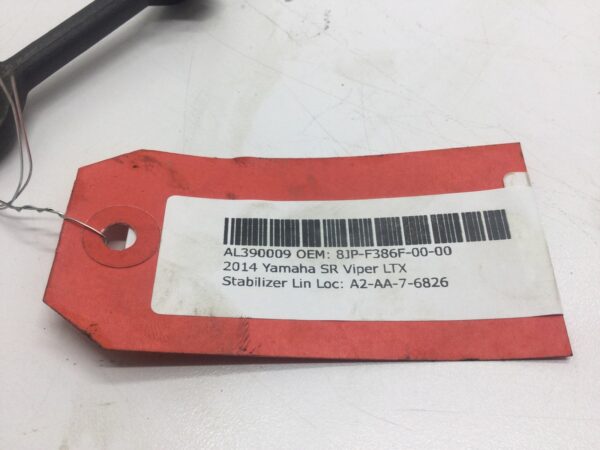 AL390009 OEM: 8JP-F386F-00-00
2014 Yamaha SR Viper LTX
Stabilizer Lin Loc: A2-AA-7-6826